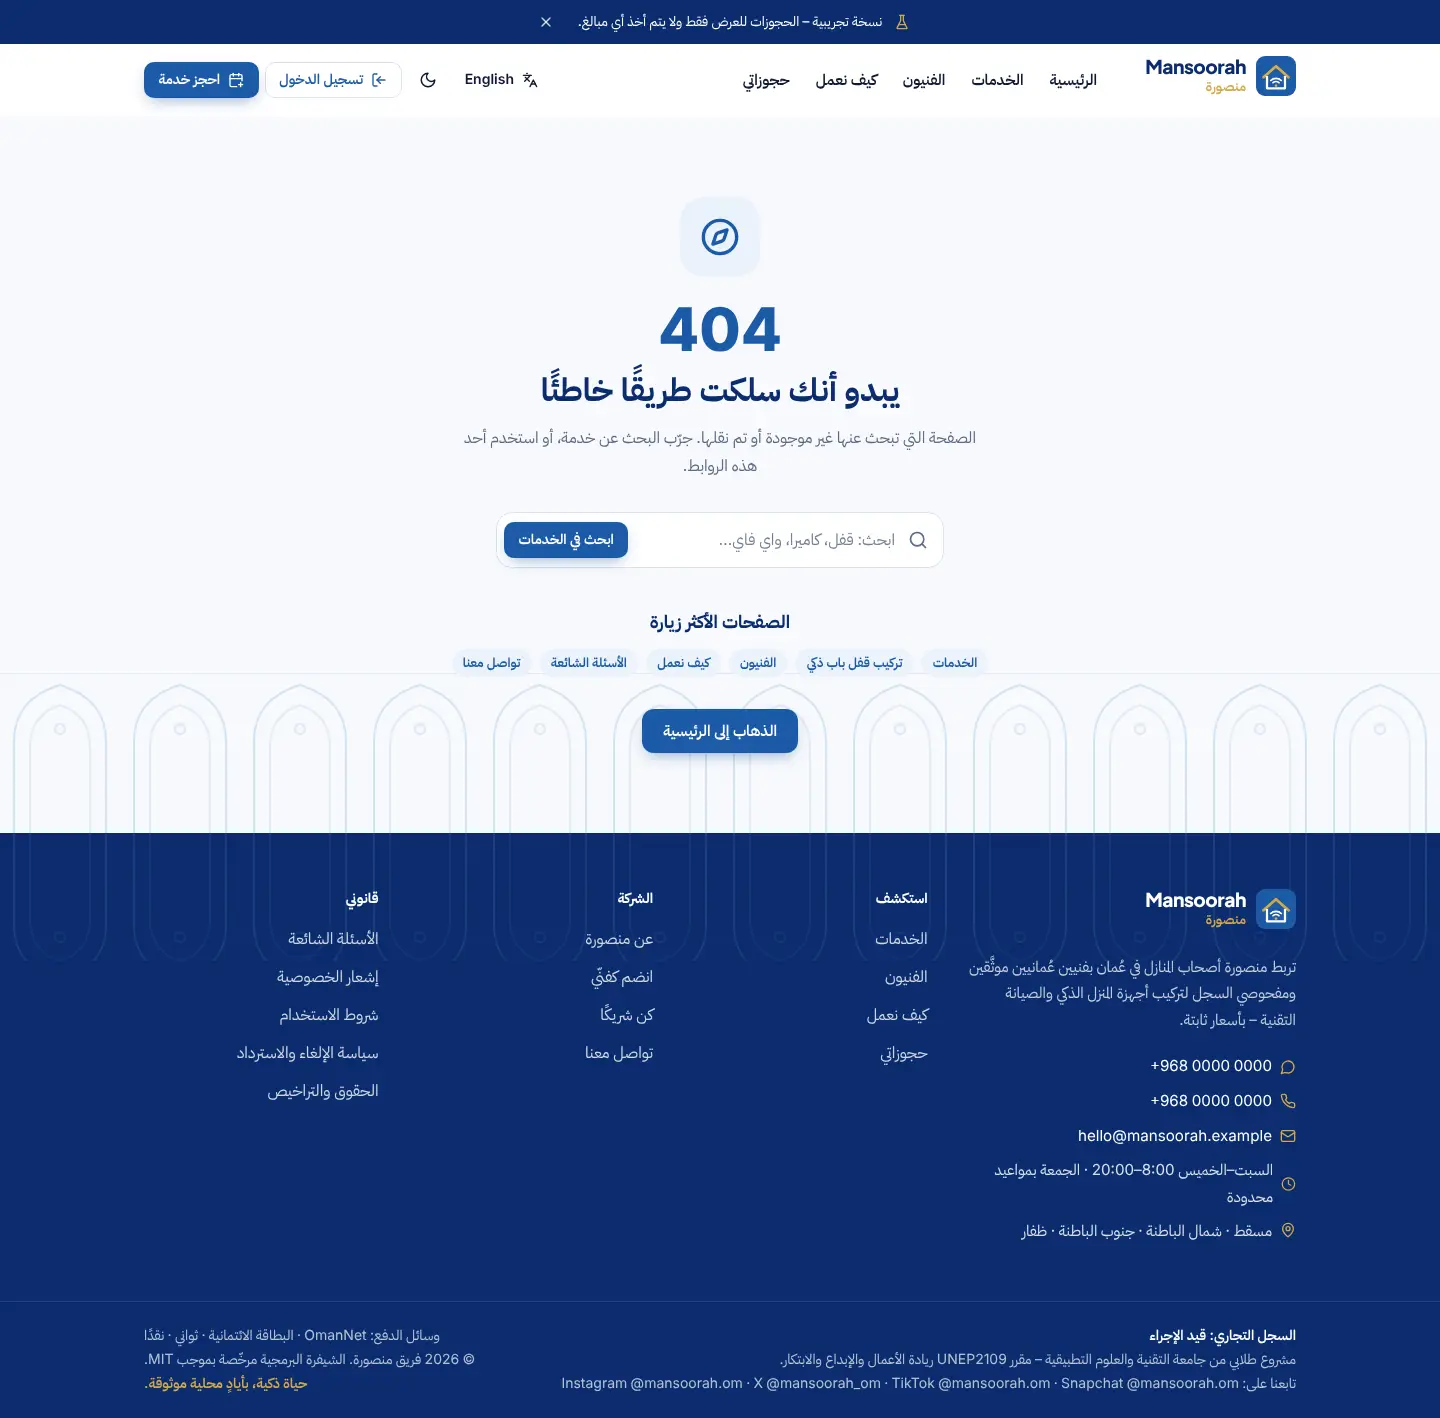 نسخة تجريبية – الحجوزات للعرض فقط ولا يتم أخذ أي مبالغ.
Mansoorah
منصورة
الرئيسية
الخدمات
الفنيون
كيف نعمل
حجوزاتي
English
تسجيل الدخول
احجز خدمة
404
يبدو أنك سلكت طريقًا خاطئًا
الصفحة التي تبحث عنها غير موجودة أو تم نقلها. جرّب البحث عن خدمة، أو استخدم أحد
هذه الروابط.
ابحث: قفل، كاميرا، واي فاي...
ابحث في الخدمات
الصفحات الأكثر زيارة
الخدمات
تركيب قفل باب ذكي
الفنيون
كيف نعمل
الأسئلة الشائعة
تواصل معنا
الذهاب إلى الرئيسية
Mansoorah
منصورة
تربط منصورة أصحاب المنازل في عُمان بفنيين عُمانيين موثَّقين
ومفحوصي السجل لتركيب أجهزة المنزل الذكي والصيانة
التقنية – بأسعار ثابتة.
+968 0000 0000
+968 0000 0000
hello@mansoorah.example
السبت–الخميس 8:00–20:00 · الجمعة بمواعيد
محدودة
مسقط · شمال الباطنة · جنوب الباطنة · ظفار
استكشف
الخدمات
الفنيون
كيف نعمل
حجوزاتي
الشركة
عن منصورة
انضم كفنّي
كن شريكًا
تواصل معنا
قانوني
الأسئلة الشائعة
إشعار الخصوصية
شروط الاستخدام
سياسة الإلغاء والاسترداد
الحقوق والتراخيص
السجل التجاري: قيد الإجراء
مشروع طلابي من جامعة التقنية والعلوم التطبيقية – مقرر UNEP2109 ريادة الأعمال والإبداع والابتكار.
تابعنا على: Instagram @mansoorah.om · X @mansoorah_om · TikTok @mansoorah.om · Snapchat @mansoorah.om
وسائل الدفع: OmanNet · البطاقة الائتمانية · ثواني · نقدًا
© 2026 فريق منصورة. الشيفرة البرمجية مرخّصة بموجب MIT.
حياة ذكية، بأيادٍ محلية موثوقة.